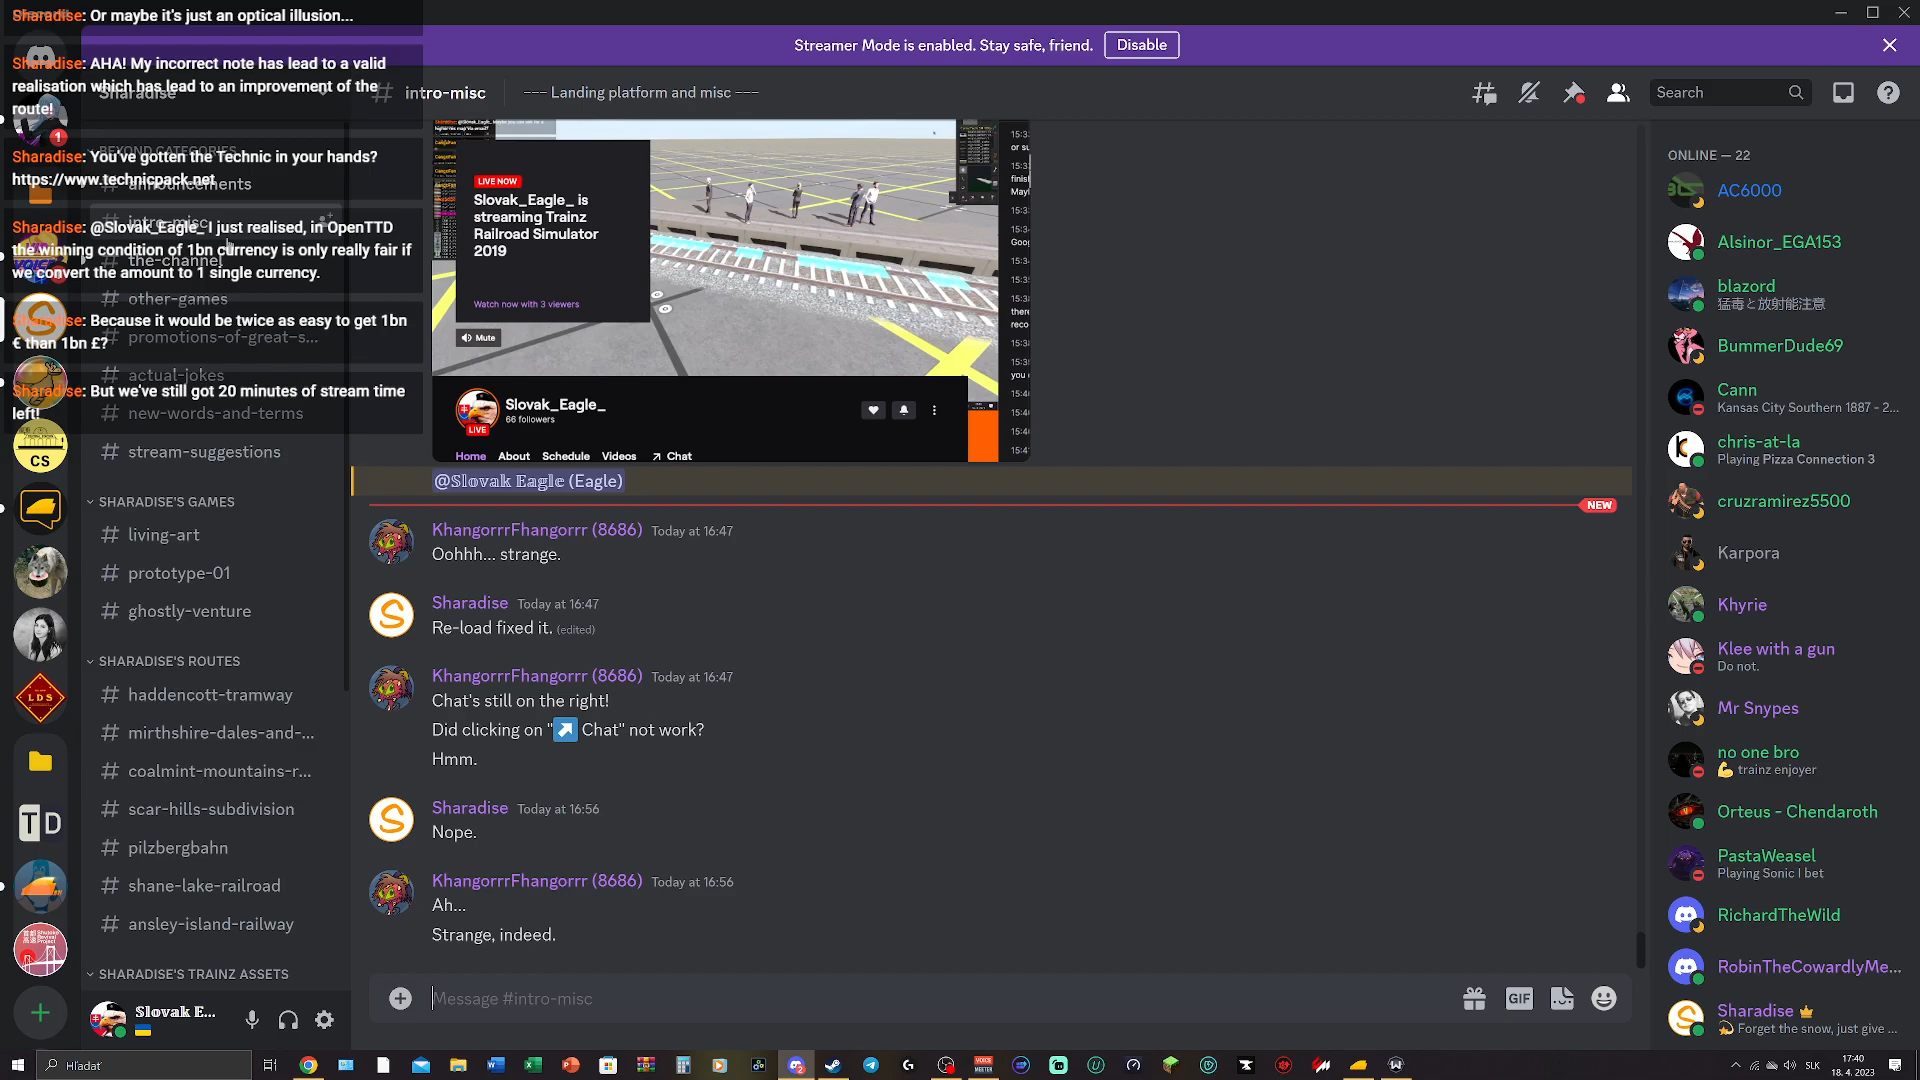 Sharadise: Or maybe it's just an optical illusion...
Sharadise: AHA! My incorrect note has lead to a valid
realisation which has lead to an improvement of the
route!
Sharadise: You've gotten the Technic in your hands?
https://www.technicpack.net
Sharadise: @Slovak_Eagle_ I just realised, in OpenTTD
the winning condition of 1bn currency is only really fair if
we convert the amount to 1 single currency.
Sharadise: Because it would be twice as easy to get 1bn
€ than 1bn £?
Sharadise: But we've still got 20 minutes of stream time
left!
Streamer Mode is enabled. Stay safe, friend.
Disable
Sharadise
# intro-misc
--- Landing platform and misc ---
Search
BEYOND CATEGORIES
announcements
# intro-misc
the-channel
# other-games
promotions-of-great-s...
actual-jokes
new-words-and-terms
# stream-suggestions
SHARADISE'S GAMES
# living-art
# prototype-01
# ghostly-venture
SHARADISE'S ROUTES
# haddencott-tramway
# mirthshire-dales-and-...
# coalmint-mountains-r...
# scar-hills-subdivision
# pilzbergbahn
# shane-lake-railroad
# ansley-island-railway
SHARADISE'S TRAINZ ASSETS
Slovak E...
1
CS
LDS
TD
LIVE NOW
Slovak_Eagle_ is
streaming Trainz
Railroad Simulator
2019
Watch now with 3 viewers
Mute
Slovak_Eagle_
66 followers
LIVE
Home
About
Schedule
Videos
Chat
@Slovak Eagle (Eagle)
NEW
KhangorrrFhangorrr (8686) Today at 16:47
Oohhh... strange.
Sharadise Today at 16:47
Re-load fixed it. (edited)
KhangorrrFhangorrr (8686) Today at 16:47
Chat's still on the right!
Did clicking on "↗ Chat" not work?
Hmm.
Sharadise Today at 16:56
Nope.
KhangorrrFhangorrr (8686) Today at 16:56
Ah...
Strange, indeed.
Message #intro-misc
GIF
ONLINE — 22
AC6000
Alsinor_EGA153
blazord
猛毒と放射能注意
BummerDude69
Cann
Kansas City Southern 1887 - 2...
chris-at-la
Playing Pizza Connection 3
cruzramirez5500
Karpora
Khyrie
Klee with a gun
Do not.
Mr Snypes
no one bro
trainz enjoyer
Orteus - Chendaroth
PastaWeasel
Playing Sonic I bet
RichardTheWild
RobinTheCowardlyMe...
Sharadise
Forget the snow, just give ...
Hľadať
SLK
17:40
18. 4. 2023